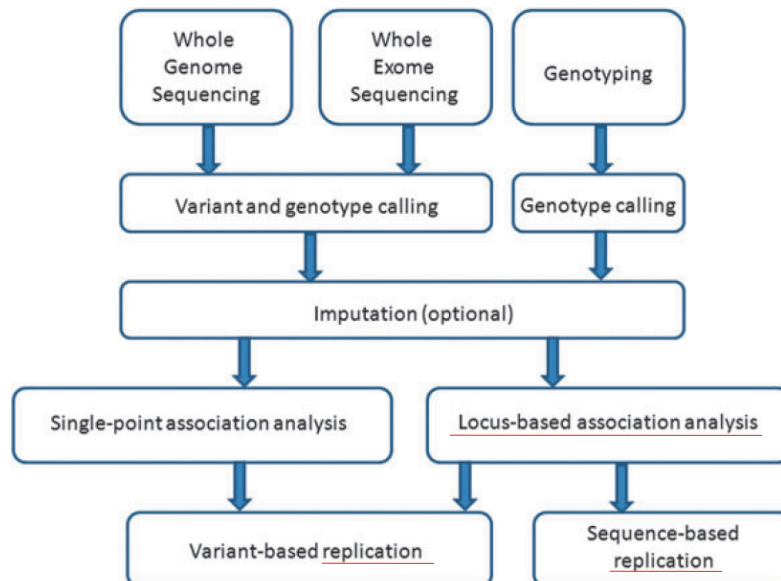 Whole
Genome
Sequencing
Whole
Exome
Sequencing
Genotyping
Variant and genotype calling
Genotype calling
Imputation (optional)
Single-point association analysis
Locus-based association analysis
Variant-based replication
Sequence-based
replication